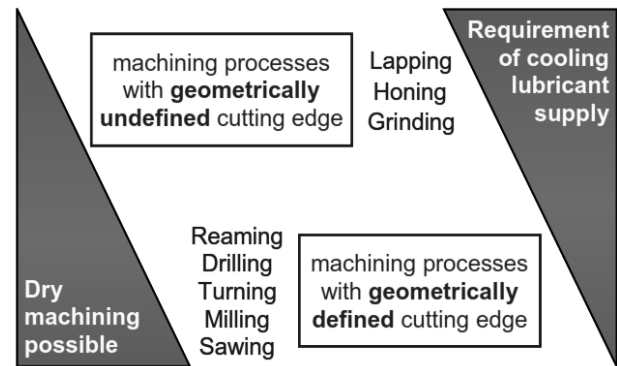 machining processes
with geometrically
undefined cutting edge
Lapping
Honing
Grinding
Requirement
of cooling
lubricant
supply
Dry
machining
possible
Reaming
Drilling
Turning
Milling
Sawing
machining processes
with geometrically
defined cutting edge